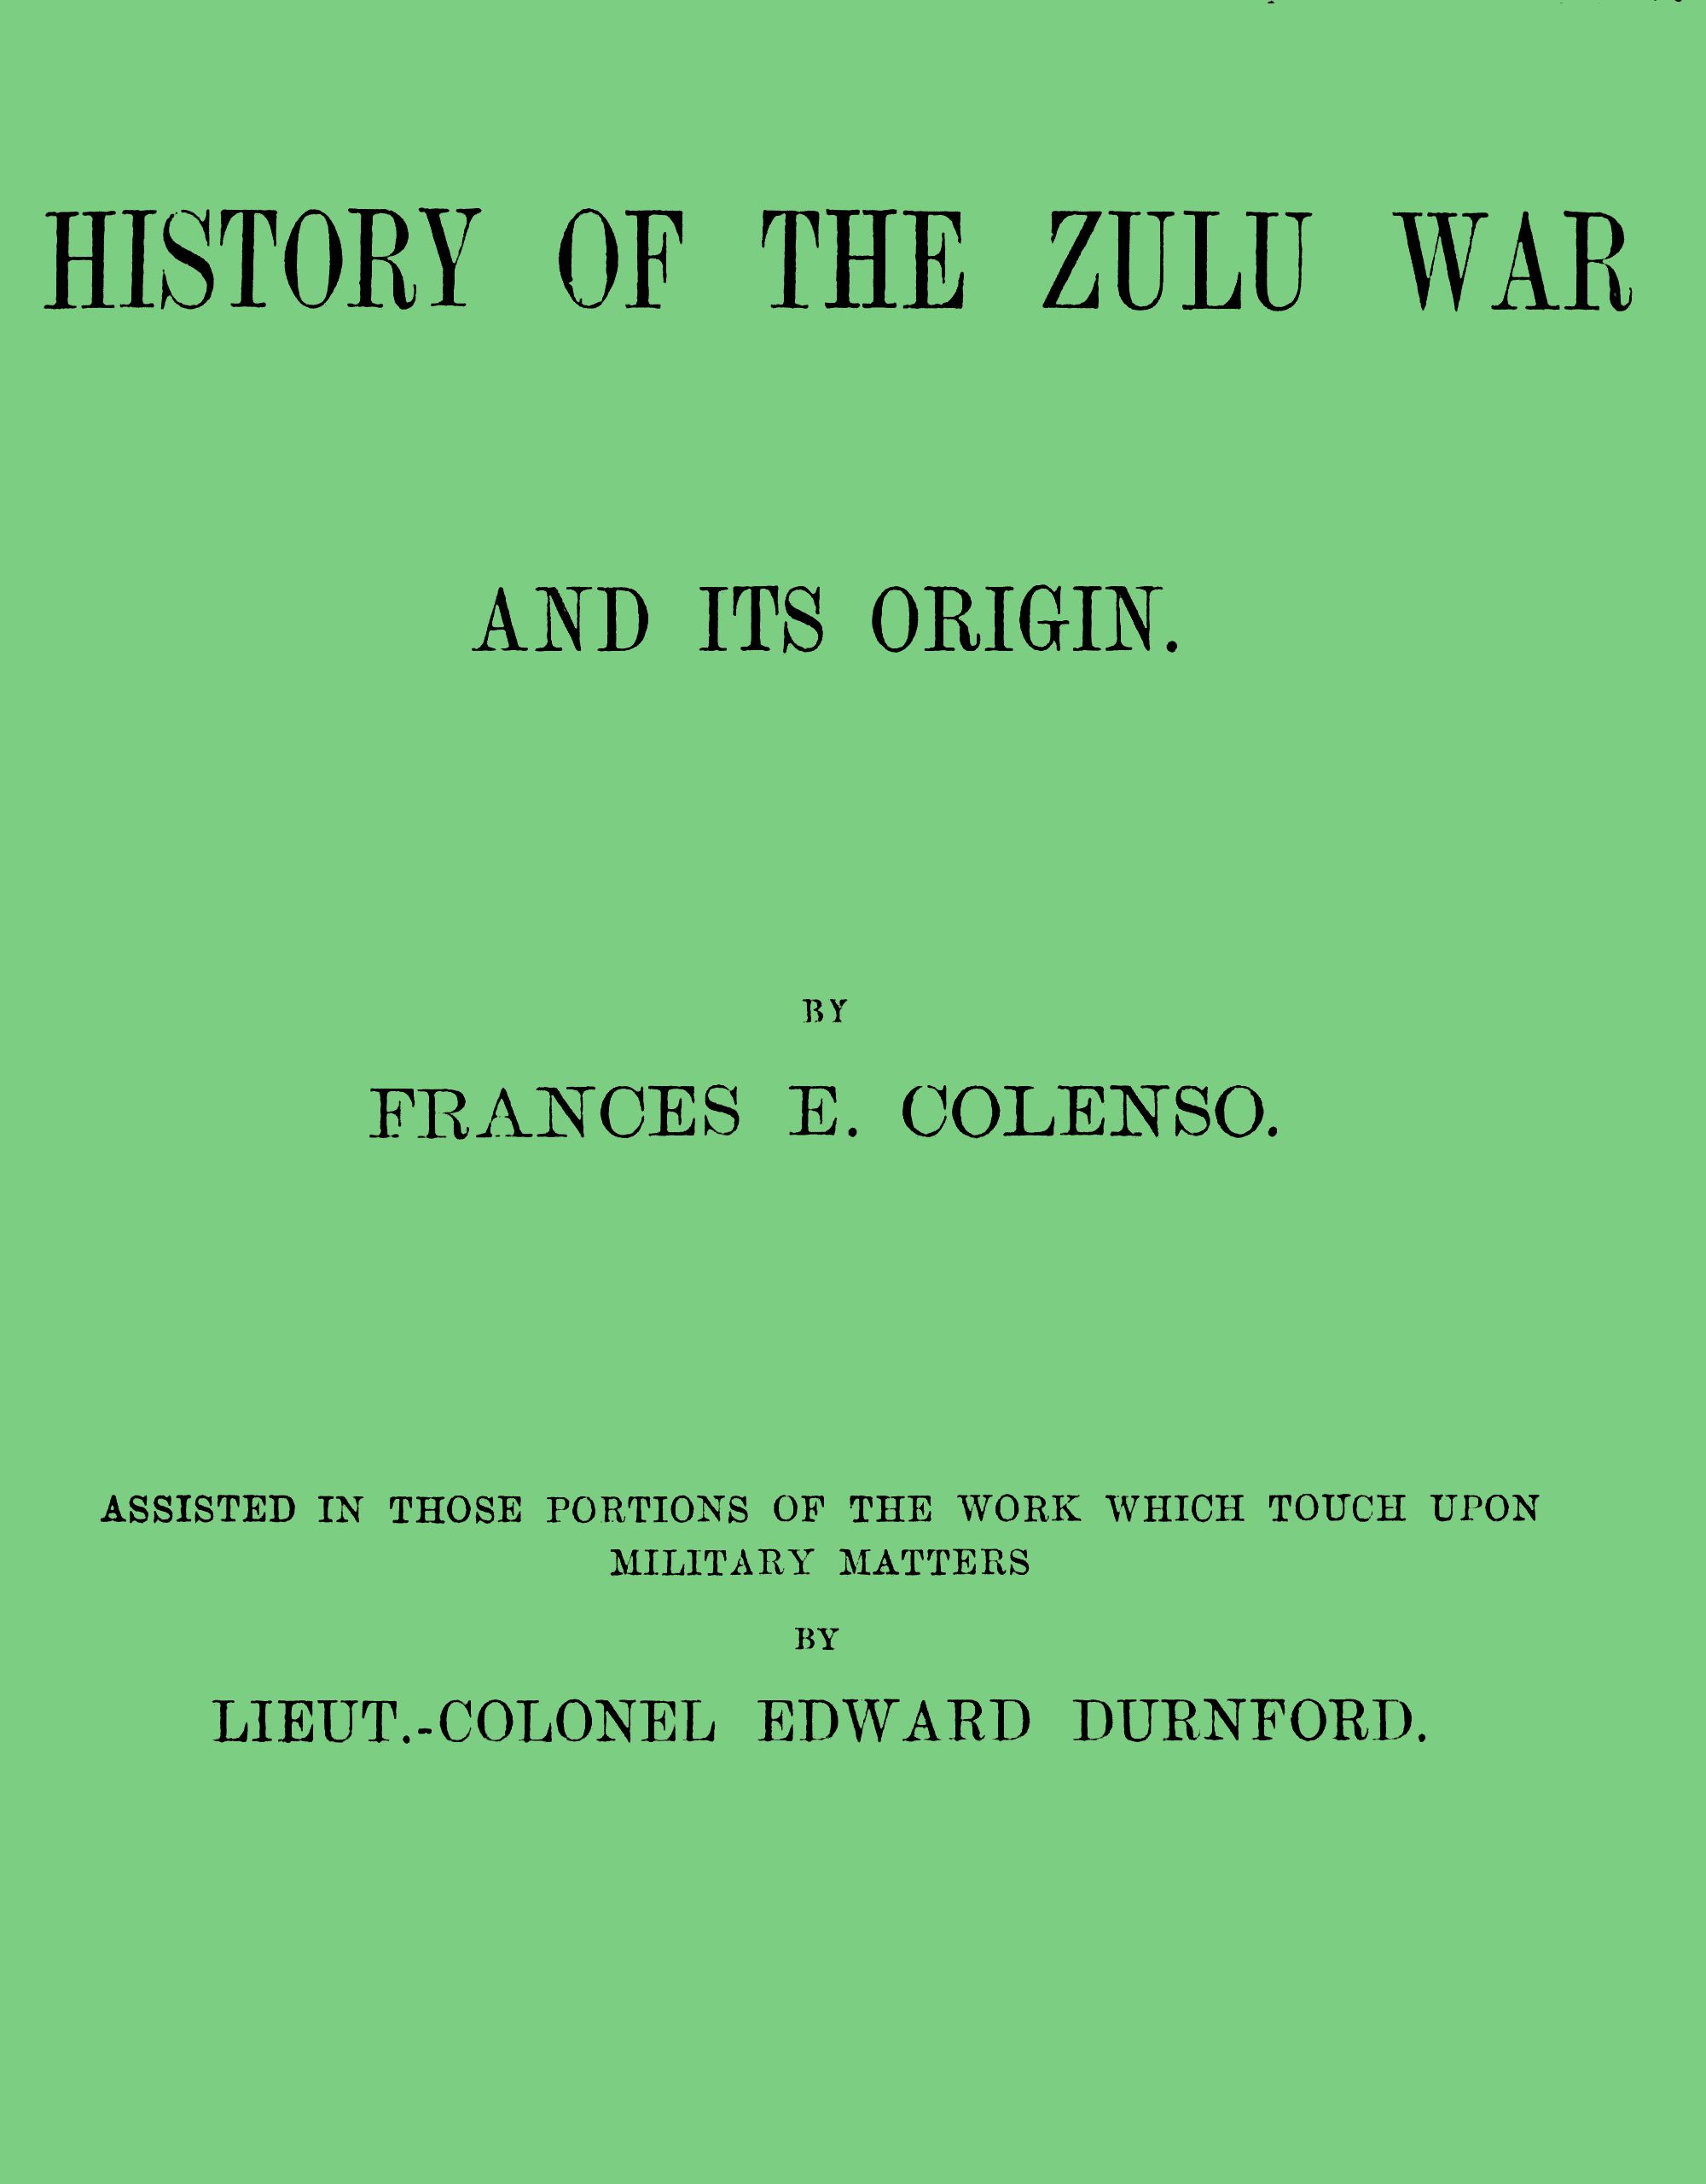 HISTORY OF THE ZULU WAR
AND ITS ORIGIN.
BY
FRANCES E. COLENSO.
ASSISTED IN THOSE PORTIONS OF THE WORK WHICH TOUCH UPON
MILITARY MATTERS
BY
LIEUT.-COLONEL EDWARD DURNFORD.